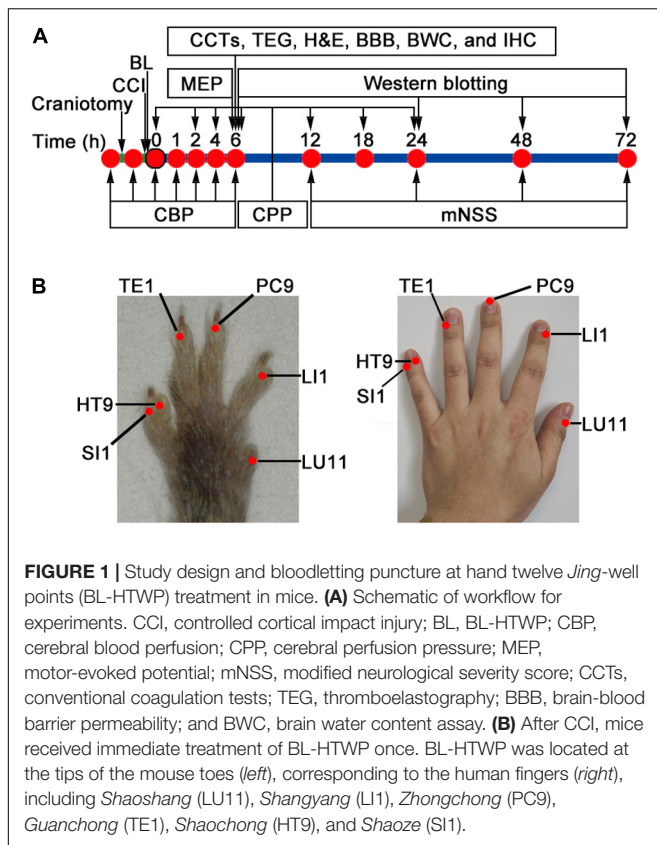 A
CCTs, TEG, H&E, BBB, BWC, and IHC
BL
CCI
MEP
Western blotting
Craniotomy
Time (h) 0 1 2 4 6 12 18 24 48 72
CBP
CPP
mNSS
B
TE1
PC9
LI1
HT9
SI1
LU11
TE1
PC9
LI1
HT9
SI1
LU11
FIGURE 1 | Study design and bloodletting puncture at hand twelve Jing-well
points (BL-HTWP) treatment in mice. (A) Schematic of workflow for
experiments. CCI, controlled cortical impact injury; BL, BL-HTWP; CBP,
cerebral blood perfusion; CPP, cerebral perfusion pressure; MEP,
motor-evoked potential; mNSS, modified neurological severity score; CCTs,
conventional coagulation tests; TEG, thromboelastography; BBB, brain-blood
barrier permeability; and BWC, brain water content assay. (B) After CCI, mice
received immediate treatment of BL-HTWP once. BL-HTWP was located at
the tips of the mouse toes (left), corresponding to the human fingers (right),
including Shaoshang (LU11), Shangyang (LI1), Zhongchong (PC9),
Guanchong (TE1), Shaochong (HT9), and Shaoze (SI1).